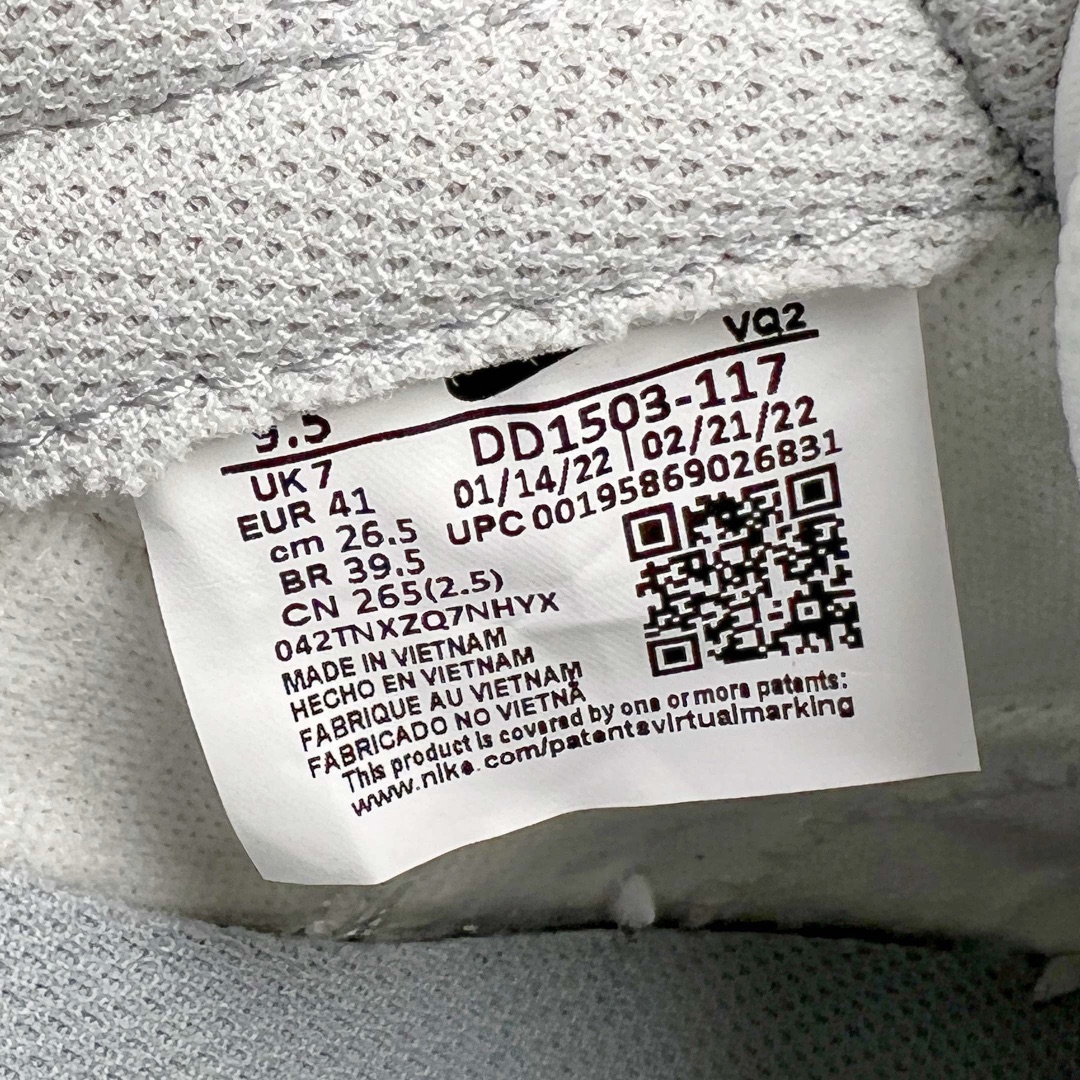 VQ2
9.5
DD1503-117
UK 7
01/14/22 02/21/22
EUR 41
UPC 00195869026831
cm 26.5
BR 39.5
CN 265(2.5)
042TNXZQ7NHYX
MADE IN VIETNAM
HECHO EN VIETNAM
FABRIQUE AU VIETNAM
FABRICADO NO VIETNÃ
This product is covered by one or more patents:
www.nike.com/patentsvirtualmarking